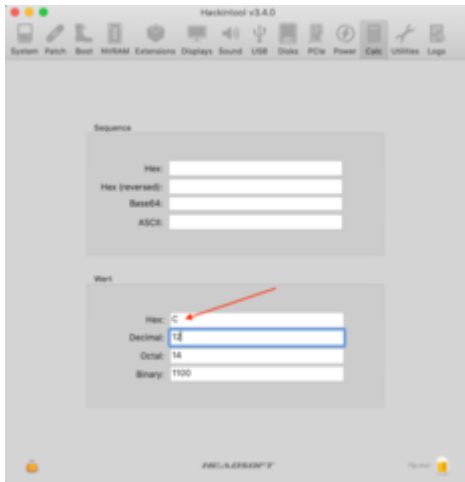 Hackintool v3.4.0
System Patch Boot NVRAM Extensions Displays Sound USB Disks PCIe Power Calc Utilities Logs
Sequence
Hex:
Hex (reversed):
Base64:
ASCII:
Wert
Hex: C
Decimal: 12
Octal: 14
Binary: 1100
HEADSOFT